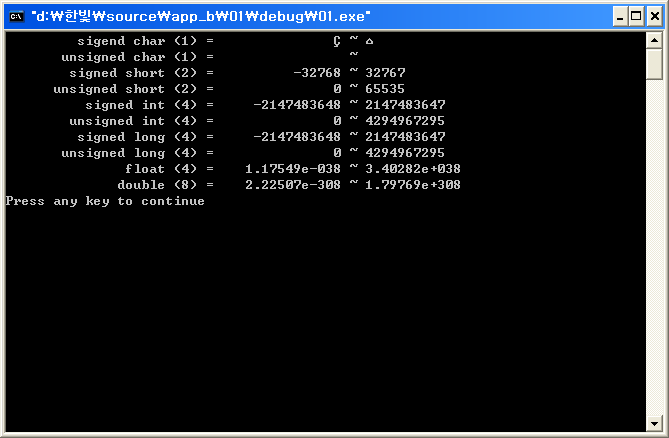 "d:₩한빛₩source₩app_b₩01₩debug₩01.exe"
sigend char (1) = Ç ~ ⌂
unsigned char (1) = ~
signed short (2) = -32768 ~ 32767
unsigned short (2) = 0 ~ 65535
signed int (4) = -2147483648 ~ 2147483647
unsigned int (4) = 0 ~ 4294967295
signed long (4) = -2147483648 ~ 2147483647
unsigned long (4) = 0 ~ 4294967295
float (4) = 1.17549e-038 ~ 3.40282e+038
double (8) = 2.22507e-308 ~ 1.79769e+308
Press any key to continue